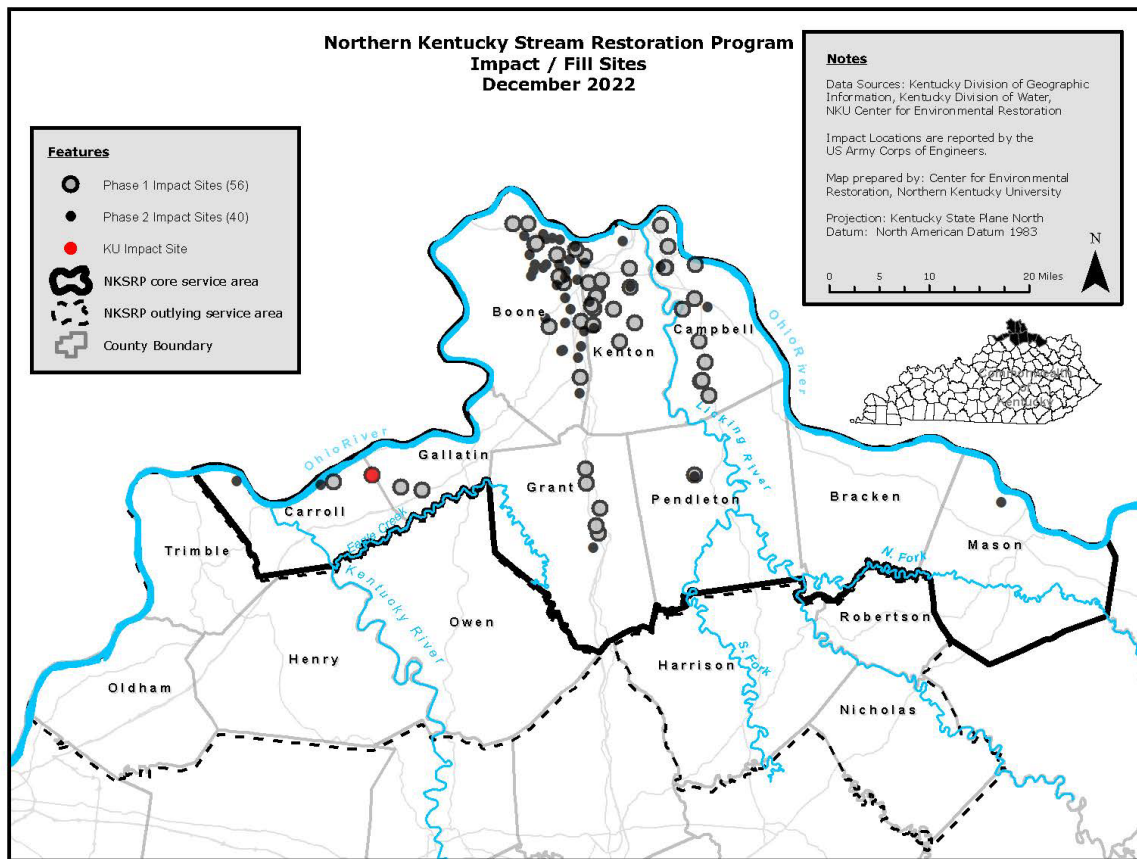 Northern Kentucky Stream Restoration Program
Impact / Fill Sites
December 2022
Notes
Data Sources: Kentucky Division of Geographic
Information, Kentucky Division of Water,
NKU Center for Environmental Restoration
Impact Locations are reported by the
US Army Corps of Engineers.
Map prepared by: Center for Environmental
Restoration, Northern Kentucky University
Projection: Kentucky State Plane North
Datum: North American Datum 1983
N
0 5 10 20 Miles
Features
Phase 1 Impact Sites (56)
Phase 2 Impact Sites (40)
KU Impact Site
NKSRP core service area
NKSRP outlying service area
County Boundary
Commonwealth
of
Kentucky
Boone
Kenton
Campbell
Ohio River
Licking River
Ohio River
Gallatin
Grant
Pendleton
Bracken
Carroll
Eagle Creek
Trimble
Mason
N. Fork
Kentucky River
Owen
Robertson
Henry
Harrison
S. Fork
Oldham
Nicholas